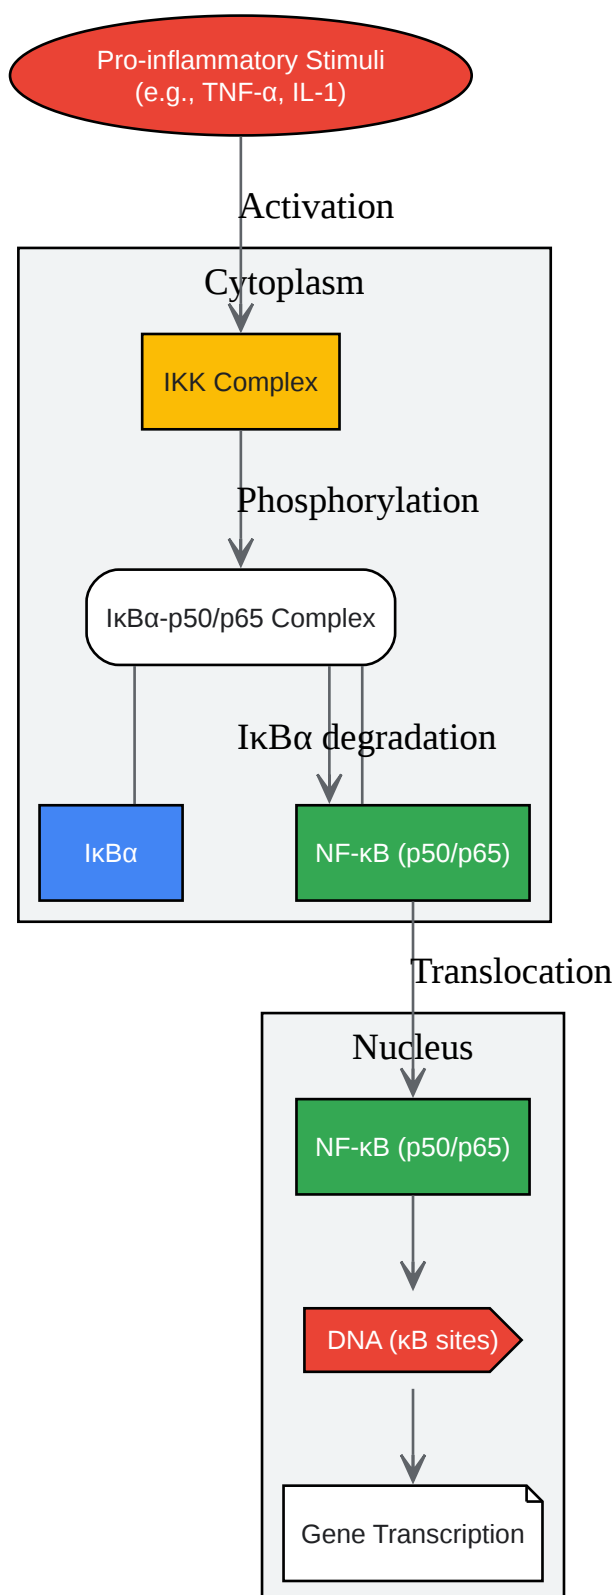 Pro-inflammatory Stimuli
(e.g., TNF-α, IL-1)
Activation
Cytoplasm
IKK Complex
Phosphorylation
IκBα-p50/p65 Complex
IκBα degradation
IκBα
NF-κB (p50/p65)
Translocation
Nucleus
NF-κB (p50/p65)
DNA (κB sites)
Gene Transcription